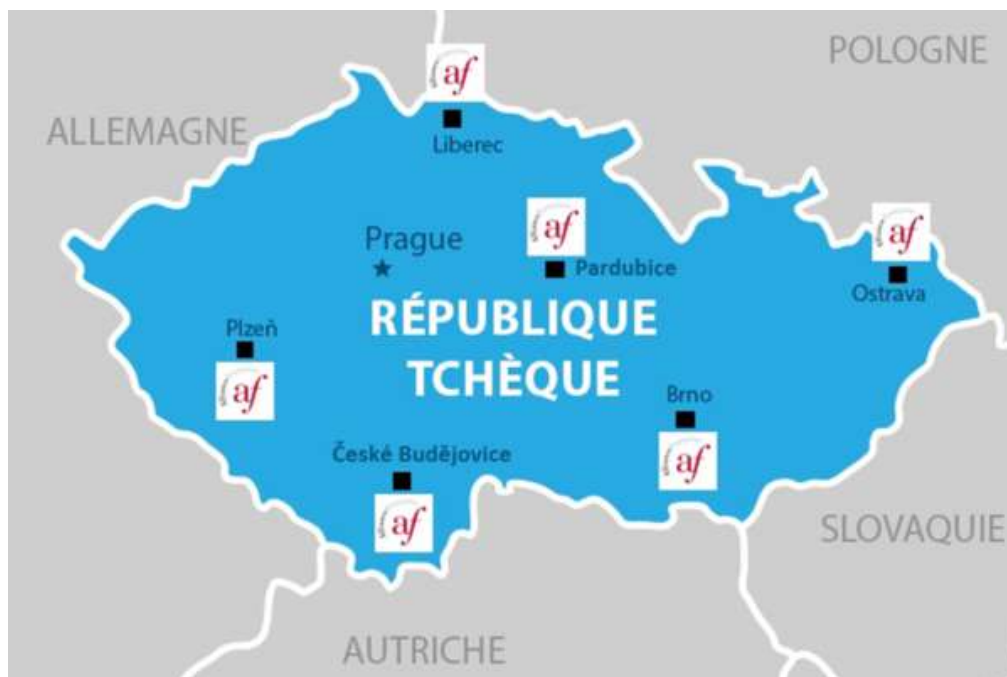 POLOGNE
ALLEMAGNE
af
Liberec
af
af
Prague
Pardubice
Ostrava
RÉPUBLIQUE
TCHÈQUE
Plzeň
af
Brno
af
České Budějovice
af
SLOVAQUIE
AUTRICHE